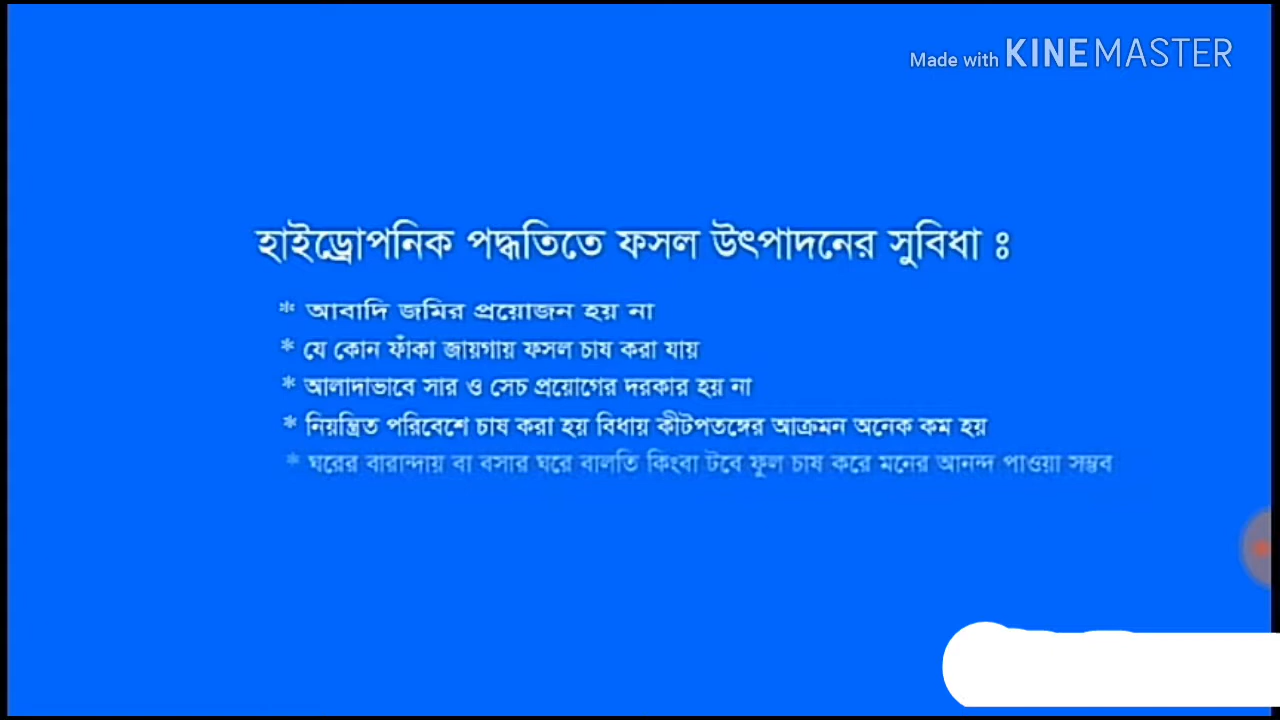 Made with KINEMASTER
হাইড্রোপনিক পদ্ধতিতে ফসল উৎপাদনের সুবিধা ঃ
* আবাদি জমির প্রয়োজন হয় না
* যে কোন ফাঁকা জায়গায় ফসল চাষ করা যায়
* আলাদাভাবে সার ও সেচ প্রয়োগের দরকার হয় না
* নিয়ন্ত্রিত পরিবেশে চাষ করা হয় বিধায় কীটপতঙ্গের আক্রমন অনেক কম হয়
* ঘরের বারান্দায় বা বসার ঘরে বালতি কিংবা টবে ফুল চাষ করে মনের আনন্দ পাওয়া সম্ভব